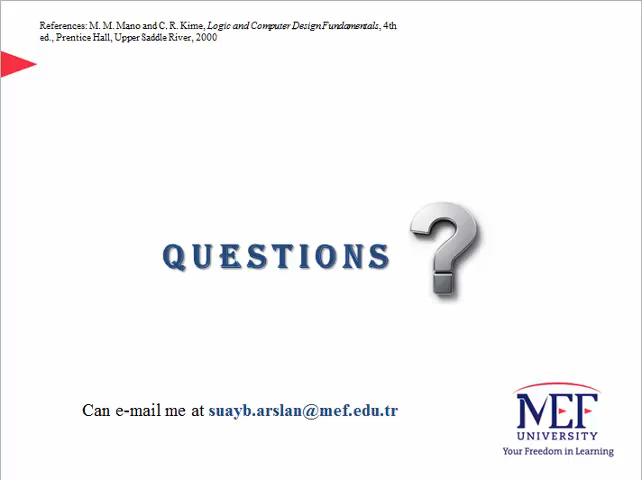 References: M. M. Mano and C. R. Kime, Logic and Computer Design Fundamentals, 4th
ed., Prentice Hall, Upper Saddle River, 2000
QUESTIONS ?
Can e-mail me at suayb.arslan@mef.edu.tr
MEF
UNIVERSITY
Your Freedom in Learning